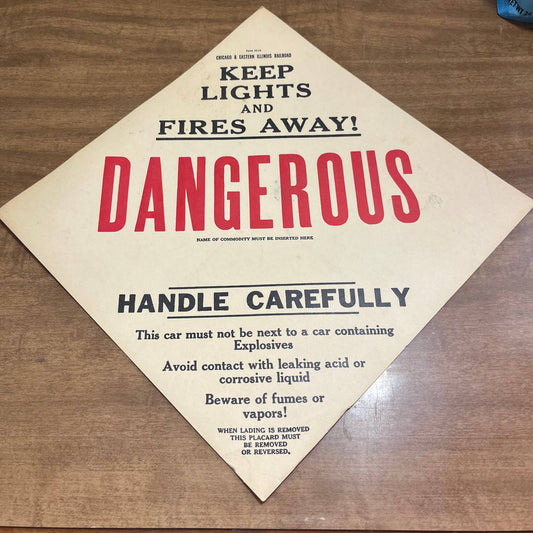 CHICAGO & EASTERN ILLINOIS RAILROAD
KEEP
LIGHTS
AND
FIRES AWAY!
DANGEROUS
NAME OF COMMODITY MUST BE INSERTED HERE
HANDLE CAREFULLY
This car must not be next to a car containing
Explosives
Avoid contact with leaking acid or
corrosive liquid
Beware of fumes or
vapors!
WHEN LADING IS REMOVED
THIS PLACARD MUST
BE REMOVED
OR REVERSED.